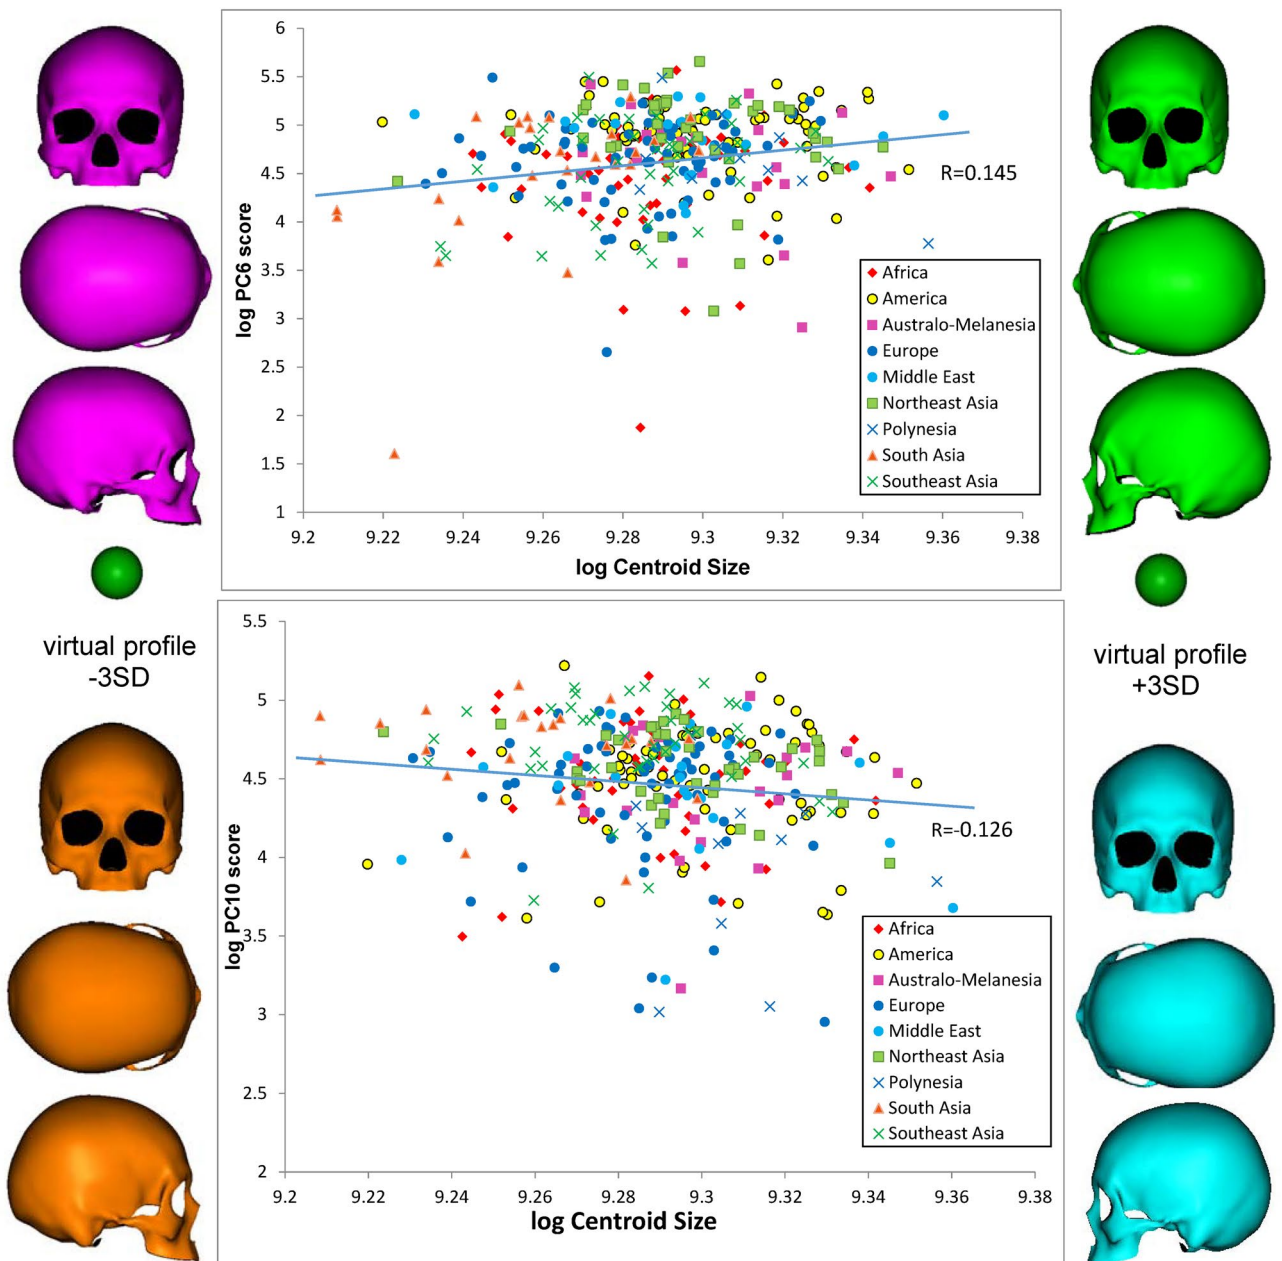 6
5.5
5
4.5
4
3.5
3
2.5
2
1.5
1
log PC6 score
R=0.145
Africa
America
Australo-Melanesia
Europe
Middle East
Northeast Asia
Polynesia
South Asia
Southeast Asia
9.2 9.22 9.24 9.26 9.28 9.3 9.32 9.34 9.36 9.38
log Centroid Size
virtual profile
-3SD
virtual profile
+3SD
5.5
5
4.5
4
3.5
3
2.5
2
log PC10 score
R=-0.126
Africa
America
Australo-Melanesia
Europe
Middle East
Northeast Asia
Polynesia
South Asia
Southeast Asia
9.2 9.22 9.24 9.26 9.28 9.3 9.32 9.34 9.36 9.38
log Centroid Size